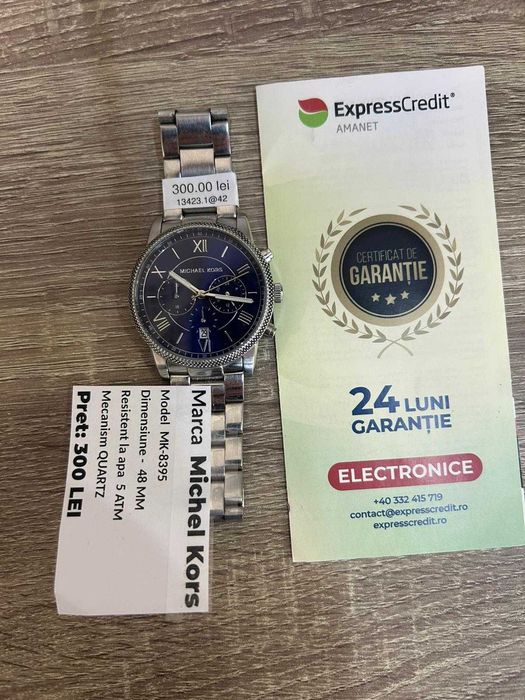 ExpressCredit®
AMANET
CERTIFICAT DE
GARANȚIE
24 LUNI
GARANȚIE
ELECTRONICE
+40 332 415 719
contact@expresscredit.ro
expresscredit.ro
300.00 lei
13423.1@42
XII
MICHAEL KORS
Marca Michel Kors
Model MK-8395
Dimensiune - 48 MM
Resistent la apa 5 ATM
Mecanism QUARTZ
Pret: 300 LEI